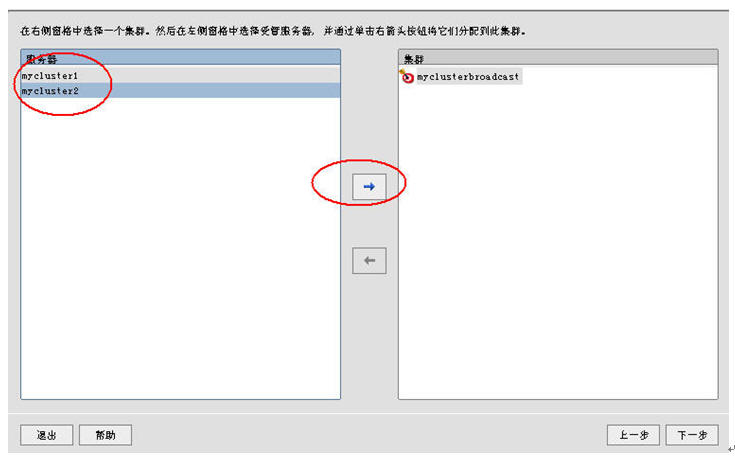 在右侧窗格中选择一个集群。然后在左侧窗格中选择受管服务器, 并通过单击右箭头按钮将它们分配到此集群。
服务器
集群
mycluster1
myclusterbroadcast
mycluster2
退出
帮助
上一步
下一步